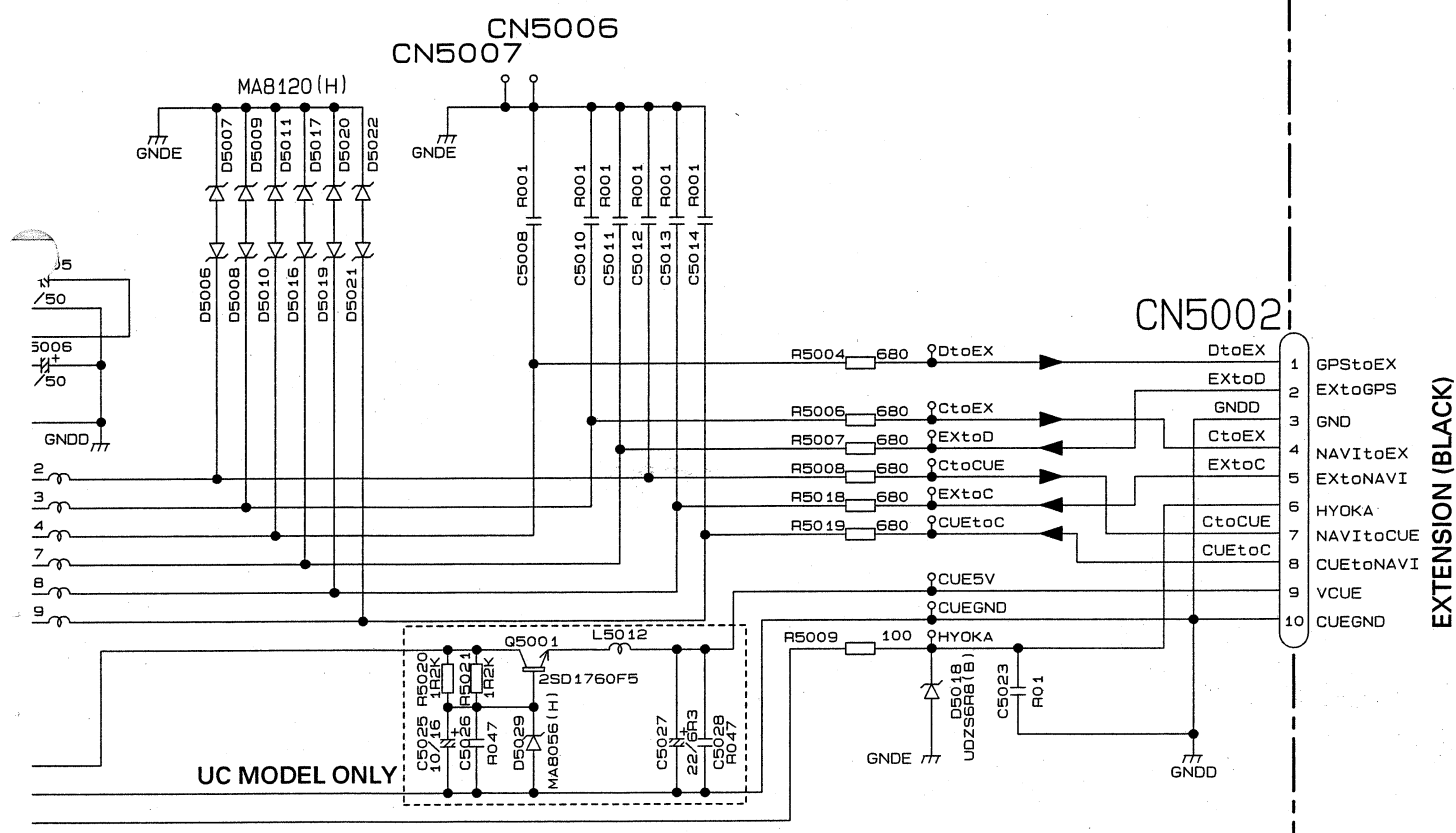 CN5006
CN5007
MA8120(H)
GNDE
D5007
D5009
D5011
D5017
D5020
D5022
GNDE
R001
R001
R001
R001
R001
R001
C5008
C5010
C5011
C5012
C5013
C5014
D5006
D5008
D5010
D5016
D5019
D5021
/50
5006
+
/50
GNDD
CN5002
R5004 680 DtoEX DtoEX 1 GPStoEX
EXtoD 2 EXtoGPS
R5006 680 CtoEX GNDD 3 GND
R5007 680 EXtoD CtoEX 4 NAVItoEX
2 R5008 680 CtoCUE EXtoC 5 EXtoNAVI
3 R5018 680 EXtoC 6 HYOKA
4 R5019 680 CUEtoC CtoCUE 7 NAVItoCUE
7 CUEtoC 8 CUEtoNAVI
8 CUE5V 9 VCUE
9 CUEGND 10 CUEGND
EXTENSION (BLACK)
Q5001
L5012
R5009 100 HYOKA
R5020
1R2K
R5021
1R2K
2SD1760F5
C5025
10/16
+
C5026
R047
D5029
MA8056(H)
C5027
+
22/6R3
C5028
R047
D5018
UDZS6R8(B)
C5023
R01
GNDE
GNDD
UC MODEL ONLY